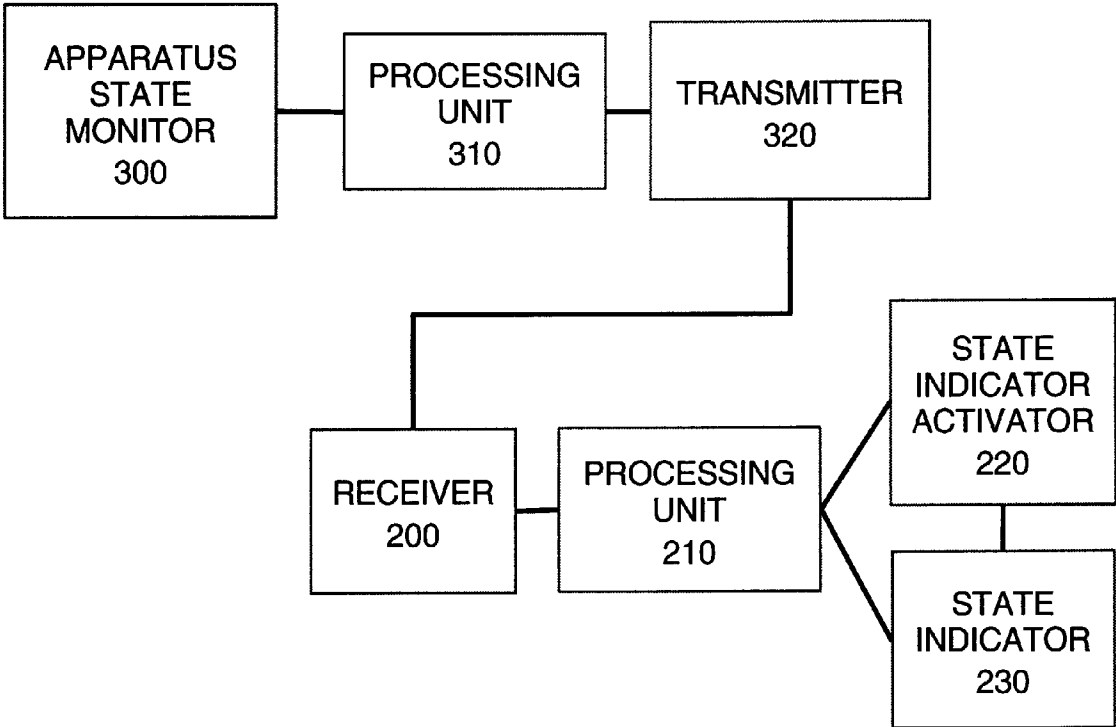 APPARATUS
STATE
MONITOR
300
PROCESSING
UNIT
310
TRANSMITTER
320
RECEIVER
200
PROCESSING
UNIT
210
STATE
INDICATOR
ACTIVATOR
220
STATE
INDICATOR
230